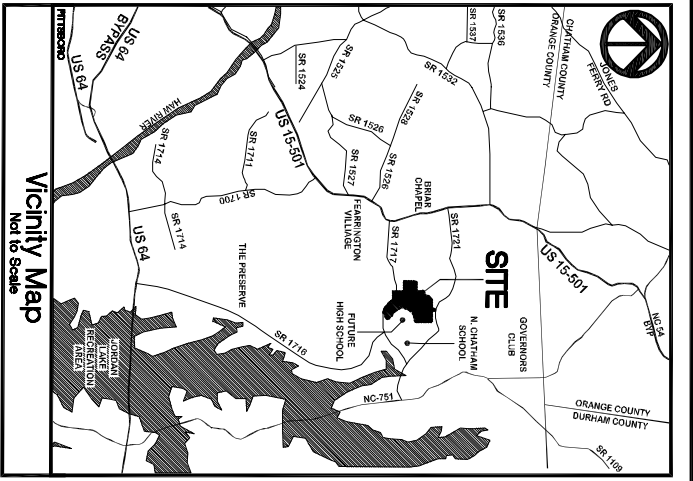 PITTSBORO
US 64
BYPASS
US 64
HAW RIVER
SR 1524
SR 1525
SR 1532
SR 1537
SR 1536
CHATHAM COUNTY
ORANGE COUNTY
JONES
FERRY RD
SR 1714
SR 1711
US 15-501
SR 1526
SR 1528
SR 1527
SR 1526
SR 1700
SR 1714
US 64
FEARRINGTON
VILLIAGE
BRIAR
CHAPEL
SR 1717
SR 1721
US 15-501
NC 54
BYP
THE PRESERVE
SITE
SR 1716
FUTURE
HIGH SCHOOL
N. CHATHAM
SCHOOL
GOVERNORS
CLUB
JORDAN
LAKE
RECREATION
AREA
NC-751
ORANGE COUNTY
DURHAM COUNTY
SR 1109
Vicinity Map
Not to Scale